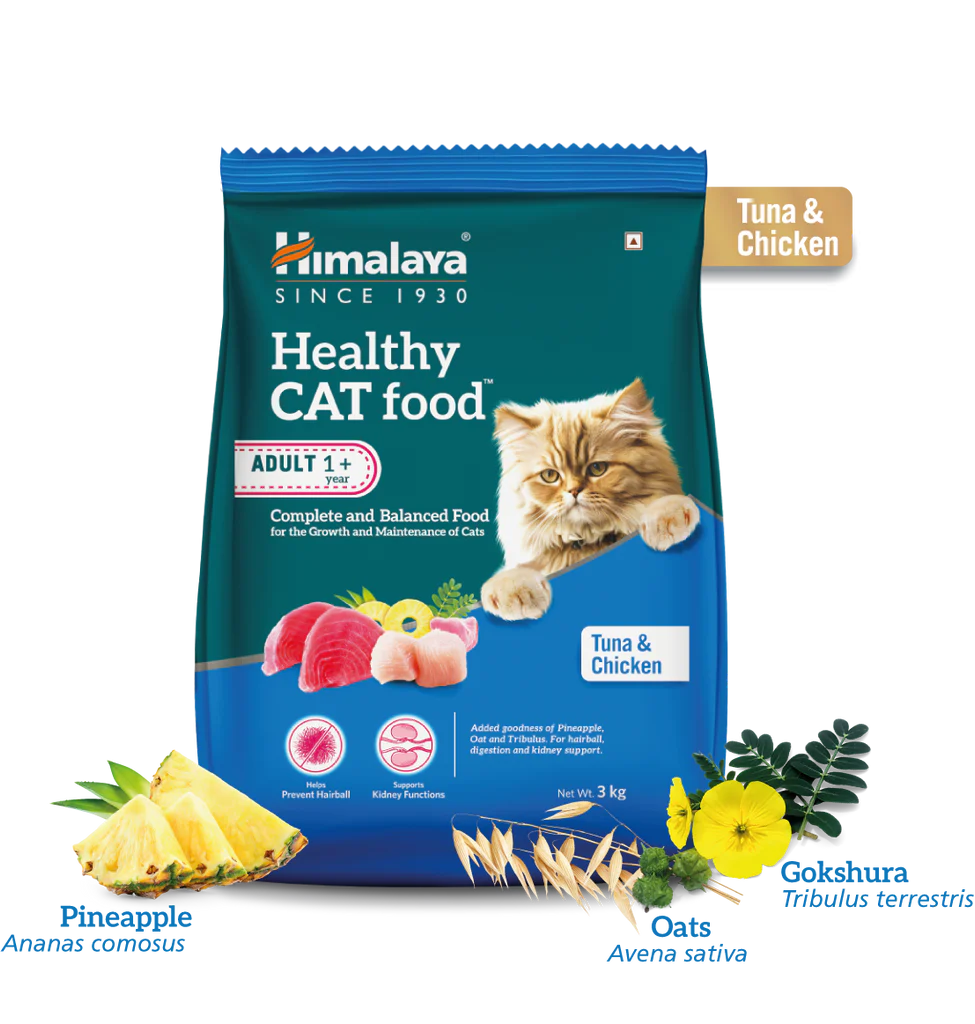 Himalaya®
SINCE 1930
Tuna &
Chicken
Healthy
CAT food™
ADULT 1+
year
Complete and Balanced Food
for the Growth and Maintenance of Cats
Tuna &
Chicken
Helps
Prevent Hairball
Supports
Kidney Functions
Added goodness of Pineapple,
Oat and Tribulus. For hairball,
digestion and kidney support.
Net Wt. 3 kg
Pineapple
Ananas comosus
Oats
Avena sativa
Gokshura
Tribulus terrestris